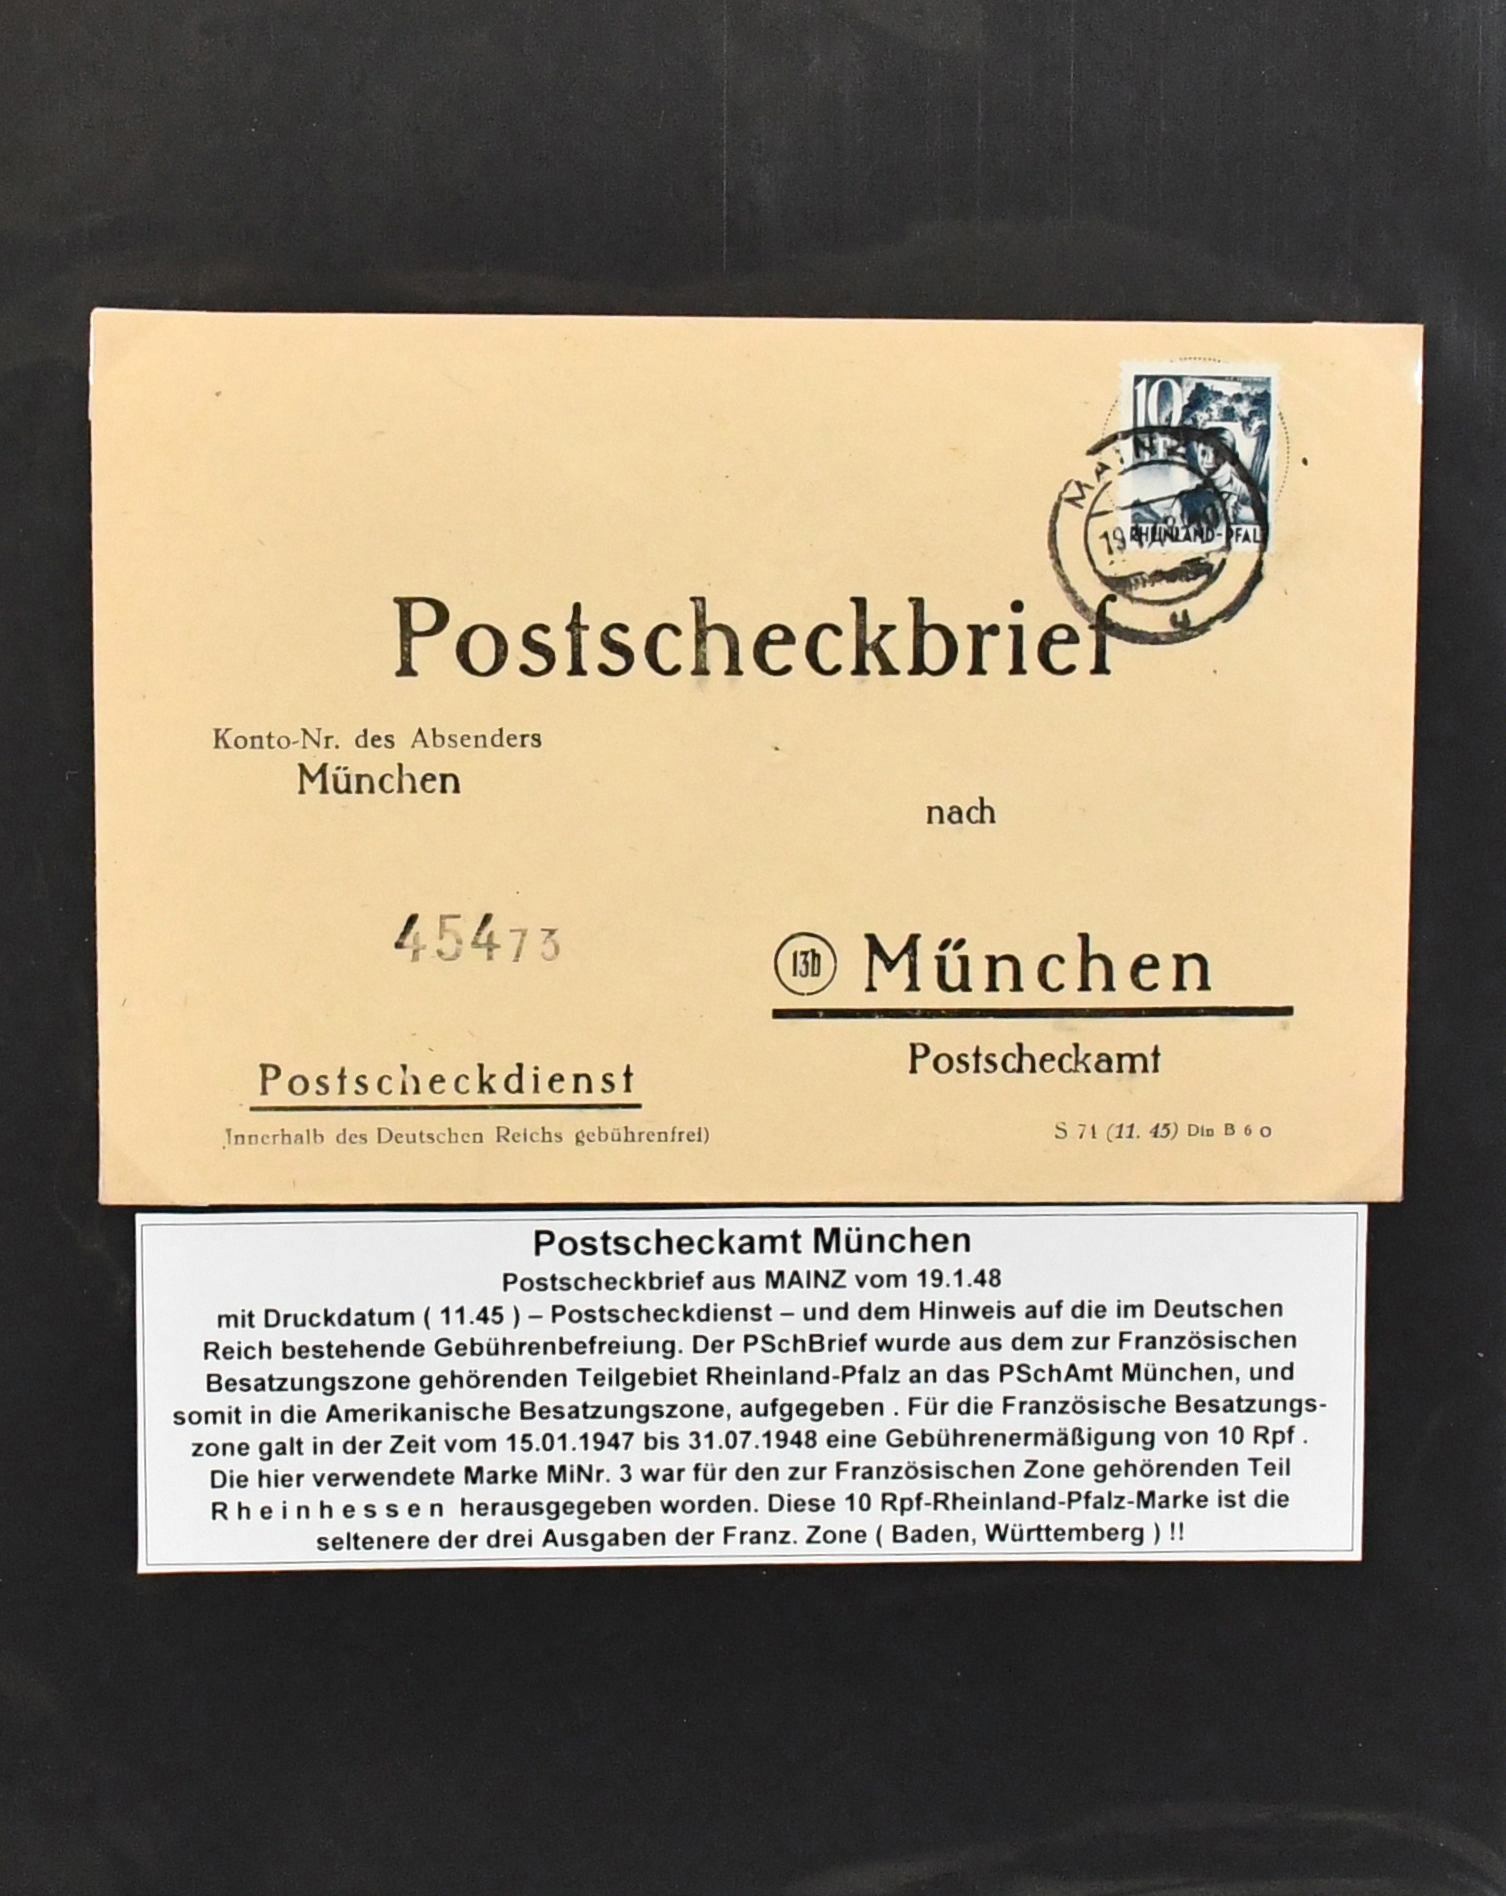 10
MAINZ
RHEINLAND-PFAL
u
Postscheckbrief
Konto-Nr. des Absenders
München
nach
45473
13b München
Postscheckdienst
Postscheckamt
Innerhalb des Deutschen Reichs gebührenfrei)
S 71 (11. 45) Din B 6 o
Postscheckamt München
Postscheckbrief aus MAINZ vom 19.1.48
mit Druckdatum ( 11.45 ) – Postscheckdienst – und dem Hinweis auf die im Deutschen
Reich bestehende Gebührenbefreiung. Der PSchBrief wurde aus dem zur Französischen
Besatzungszone gehörenden Teilgebiet Rheinland-Pfalz an das PSchAmt München, und
somit in die Amerikanische Besatzungszone, aufgegeben . Für die Französische Besatzungs-
zone galt in der Zeit vom 15.01.1947 bis 31.07.1948 eine Gebührenermäßigung von 10 Rpf .
Die hier verwendete Marke MiNr. 3 war für den zur Französischen Zone gehörenden Teil
R h e i n h e s s e n herausgegeben worden. Diese 10 Rpf-Rheinland-Pfalz-Marke ist die
seltenere der drei Ausgaben der Franz. Zone ( Baden, Württemberg ) !!